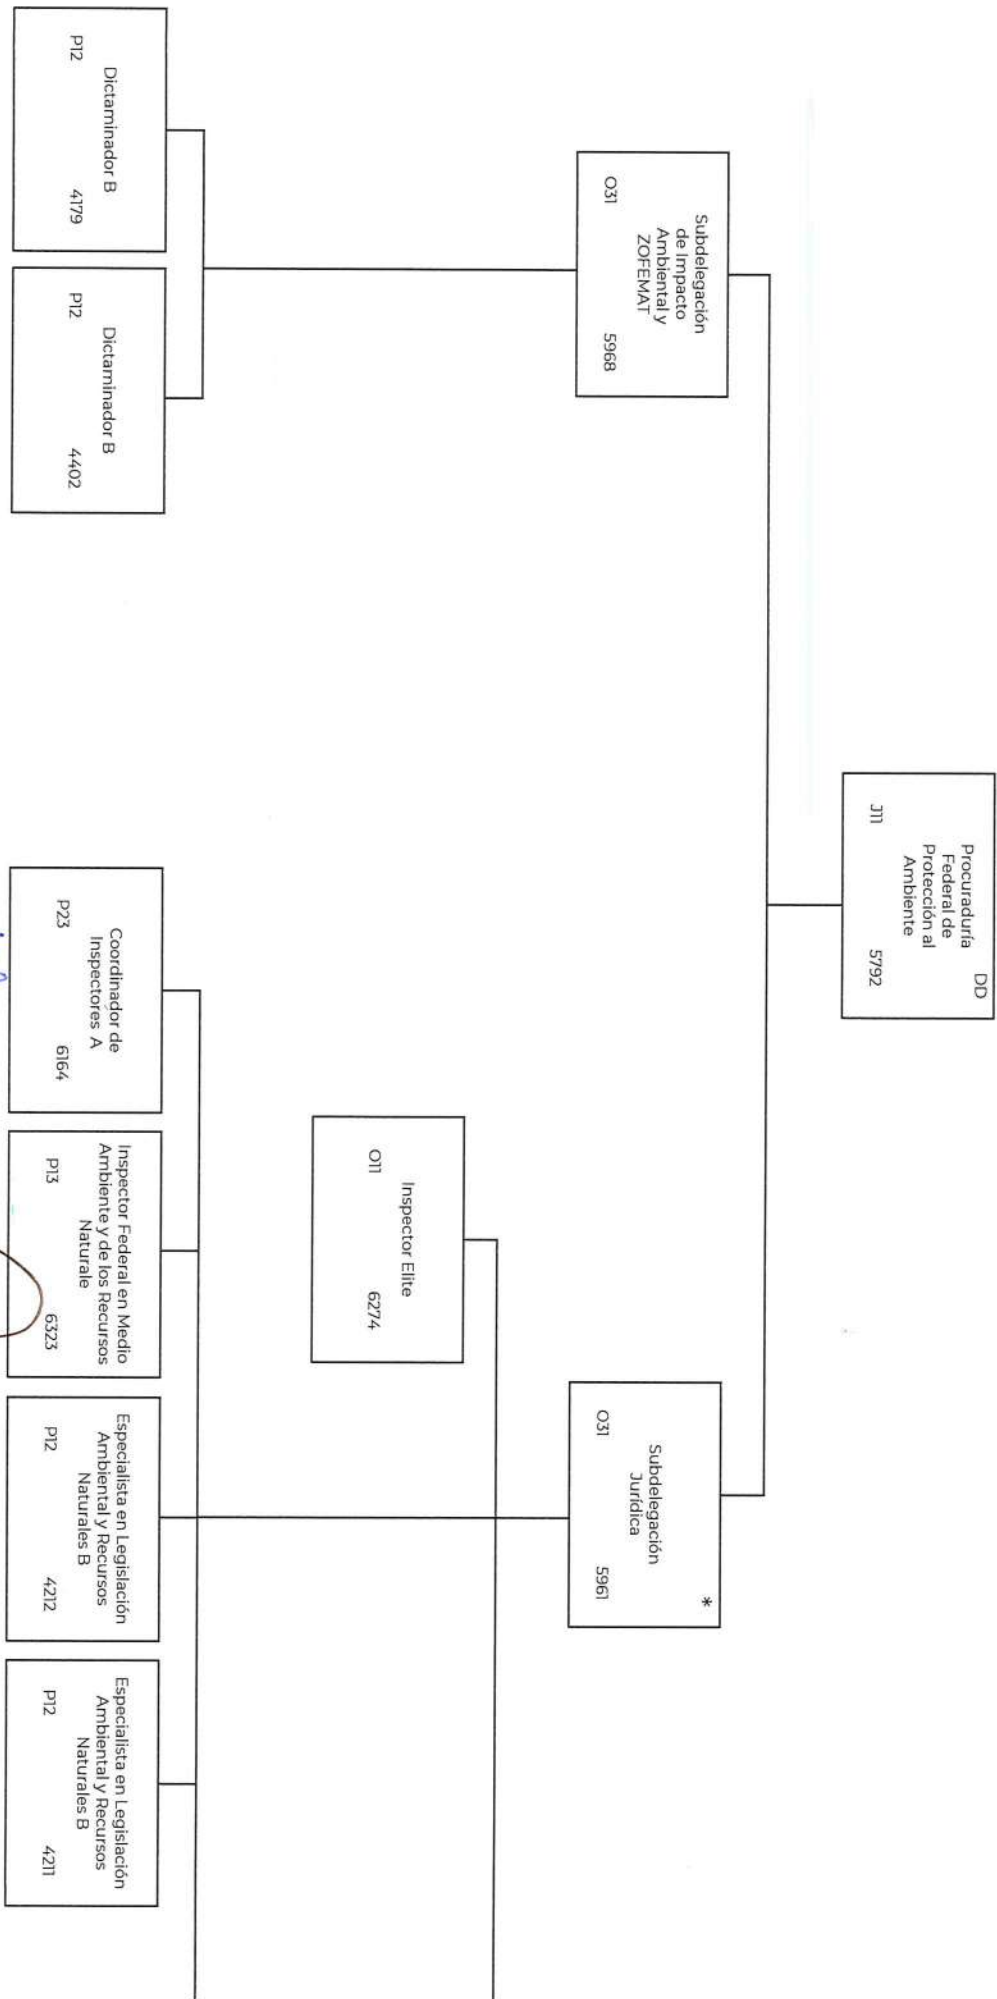 DD
Procuraduría
Federal de
Protección al
Ambiente
J11 5792
Subdelegación
de Impacto
Ambiental y
ZOFEMAT
O31 5968
*
Subdelegación
Jurídica
O31 5961
Inspector Elite
O11 6274
Dictaminador B
P12 4179
Dictaminador B
P12 4402
Coordinador de
Inspectores A
P23 6164
Inspector Federal en Medio
Ambiente y de los Recursos
Naturale
P13 6323
Especialista en Legislación
Ambiental y Recursos
Naturales B
P12 4212
Especialista en Legislación
Ambiental y Recursos
Naturales B
P12 4211